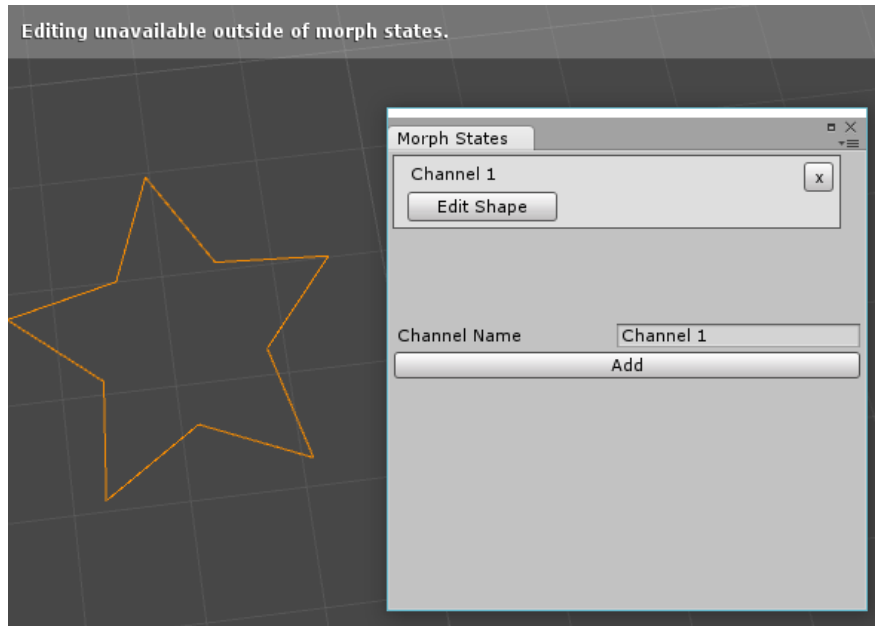 Editing unavailable outside of morph states.
Morph States
Channel 1
x
Edit Shape
Channel Name
Channel 1
Add